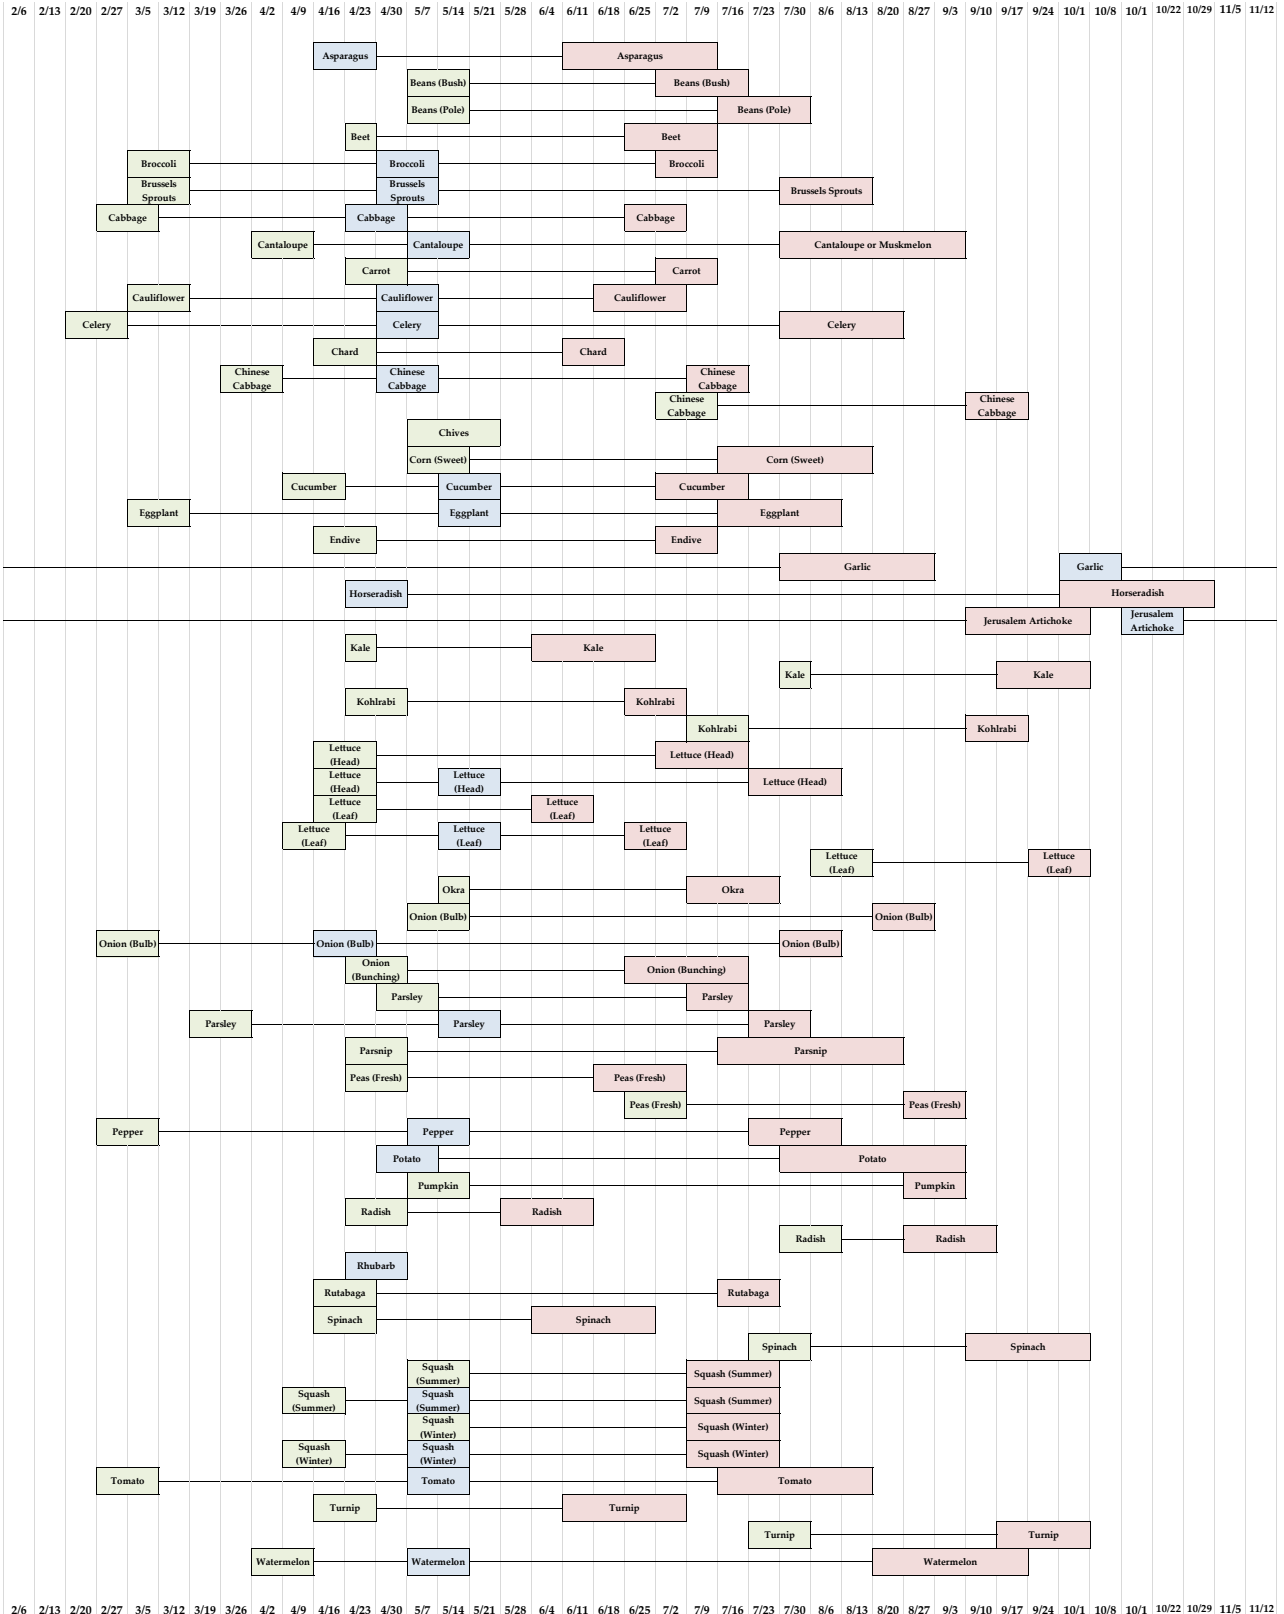 2/6 2/13 2/20 2/27 3/5 3/12 3/19 3/26 4/2 4/9 4/16 4/23 4/30 5/7 5/14 5/21 5/28 6/4 6/11 6/18 6/25 7/2 7/9 7/16 7/23 7/30 8/6 8/13 8/20 8/27 9/3 9/10 9/17 9/24 10/1 10/8 10/1 10/22 10/29 11/5 11/12
Asparagus Asparagus
Beans (Bush) Beans (Bush)
Beans (Pole) Beans (Pole)
Beet Beet
Broccoli Broccoli Broccoli
Brussels
Sprouts
Brussels
Sprouts
Brussels Sprouts
Cabbage Cabbage Cabbage
Cantaloupe Cantaloupe Cantaloupe or Muskmelon
Carrot Carrot
Cauliflower Cauliflower Cauliflower
Celery Celery Celery
Chard Chard
Chinese
Cabbage
Chinese
Cabbage
Chinese
Cabbage
Chinese
Cabbage
Chinese
Cabbage
Chives
Corn (Sweet) Corn (Sweet)
Cucumber Cucumber Cucumber
Eggplant Eggplant Eggplant
Endive Endive
Garlic Garlic
Horseradish Horseradish
Jerusalem Artichoke
Jerusalem
Artichoke
Kale Kale
Kale Kale
Kohlrabi Kohlrabi
Kohlrabi Kohlrabi
Lettuce
(Head)
Lettuce (Head)
Lettuce
(Head)
Lettuce
(Head)
Lettuce (Head)
Lettuce
(Leaf)
Lettuce
(Leaf)
Lettuce
(Leaf)
Lettuce
(Leaf)
Lettuce
(Leaf)
Lettuce
(Leaf)
Lettuce
(Leaf)
Okra Okra
Onion (Bulb) Onion (Bulb)
Onion (Bulb) Onion (Bulb) Onion (Bulb)
Onion
(Bunching)
Onion (Bunching)
Parsley Parsley
Parsley Parsley Parsley
Parsnip Parsnip
Peas (Fresh) Peas (Fresh)
Peas (Fresh) Peas (Fresh)
Pepper Pepper Pepper
Potato Potato
Pumpkin Pumpkin
Radish Radish
Radish Radish
Rhubarb
Rutabaga Rutabaga
Spinach Spinach
Spinach Spinach
Squash
(Summer)
Squash (Summer)
Squash
(Summer)
Squash
(Summer)
Squash (Summer)
Squash
(Winter)
Squash (Winter)
Squash
(Winter)
Squash
(Winter)
Squash (Winter)
Tomato Tomato Tomato
Turnip Turnip
Turnip Turnip
Watermelon Watermelon Watermelon
2/6 2/13 2/20 2/27 3/5 3/12 3/19 3/26 4/2 4/9 4/16 4/23 4/30 5/7 5/14 5/21 5/28 6/4 6/11 6/18 6/25 7/2 7/9 7/16 7/23 7/30 8/6 8/13 8/20 8/27 9/3 9/10 9/17 9/24 10/1 10/8 10/1 10/22 10/29 11/5 11/12